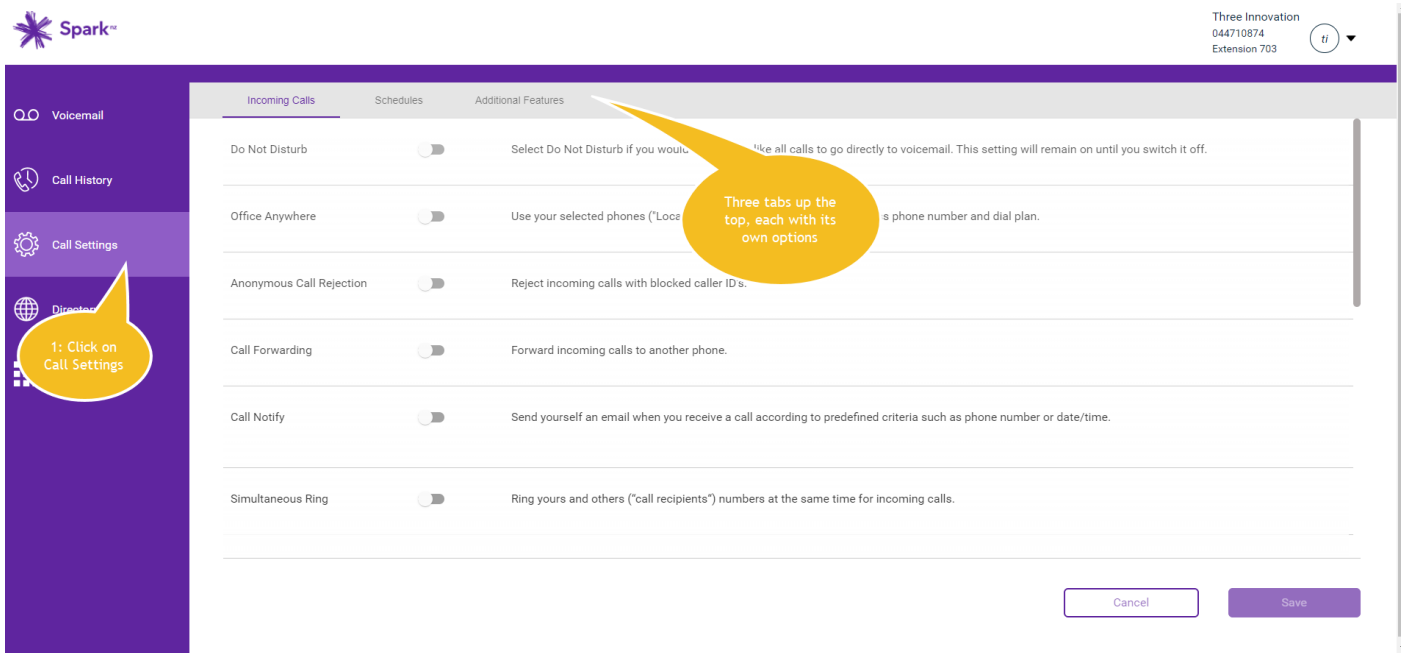 Spark nz
Three Innovation
044710874
Extension 703
ti
Voicemail
Call History
Call Settings
1: Click on
Call Settings
Incoming Calls Schedules Additional Features
Three tabs up the
top, each with its
own options
Do Not Disturb Select Do Not Disturb if you would like all calls to go directly to voicemail. This setting will remain on until you switch it off.
Office Anywhere Use your selected phones phone number and dial plan.
Anonymous Call Rejection Reject incoming calls with blocked caller ID's.
Call Forwarding Forward incoming calls to another phone.
Call Notify Send yourself an email when you receive a call according to predefined criteria such as phone number or date/time.
Simultaneous Ring Ring yours and others ("call recipients") numbers at the same time for incoming calls.
Cancel Save